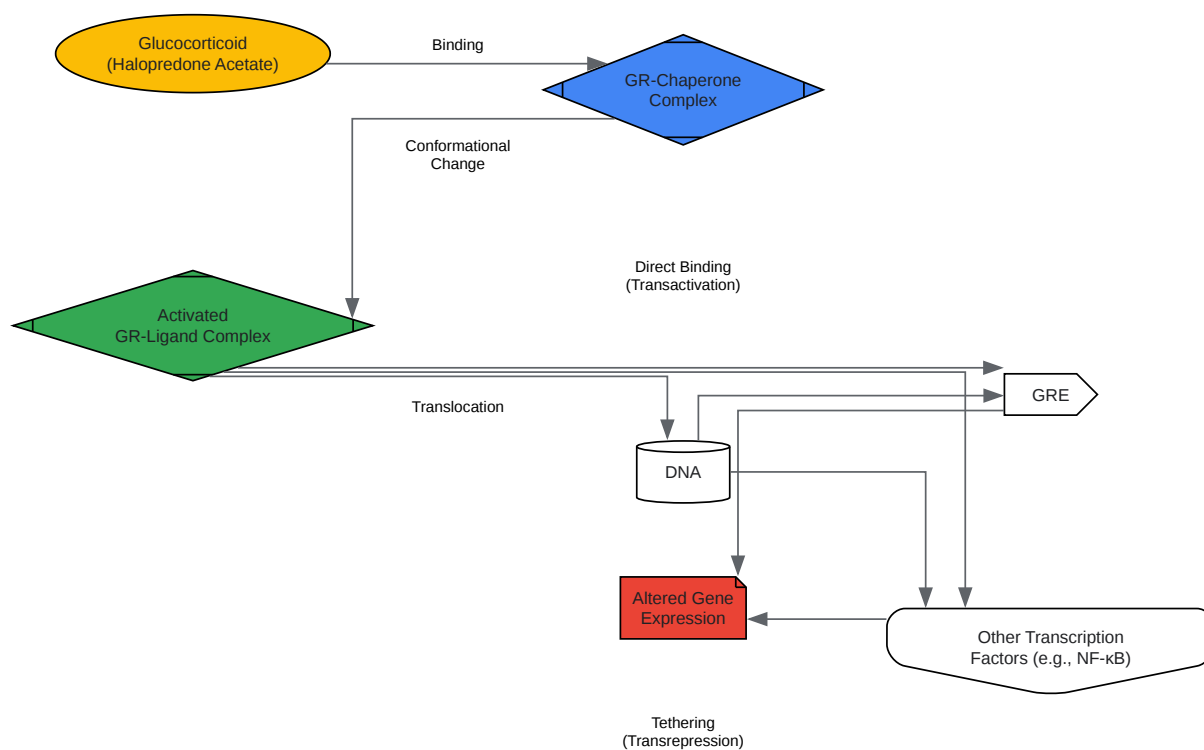 Glucocorticoid
(Halopredone Acetate)
Binding
GR-Chaperone
Complex
Conformational
Change
Direct Binding
(Transactivation)
Activated
GR-Ligand Complex
Translocation
GRE
DNA
Altered Gene
Expression
Other Transcription
Factors (e.g., NF-κB)
Tethering
(Transrepression)